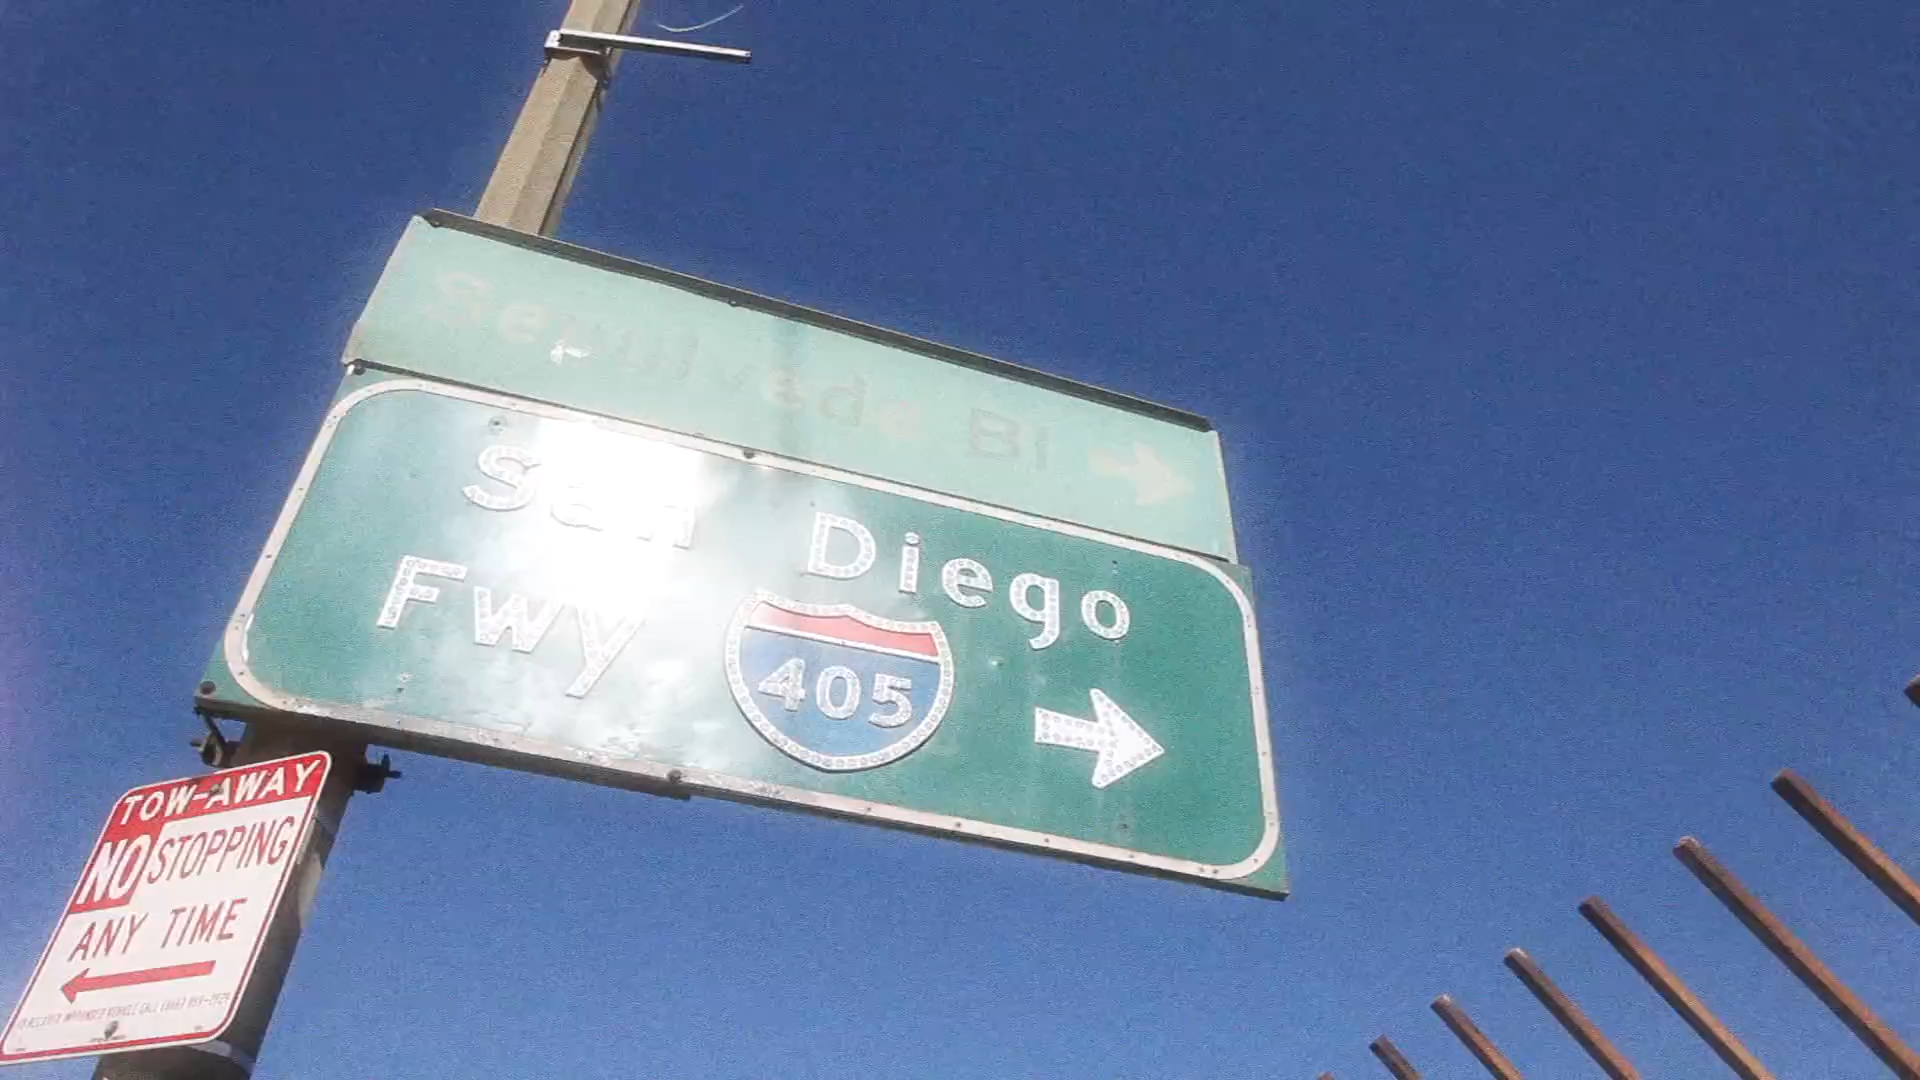 Sepulveda Bl
San Diego
Fwy 405
TOW-AWAY
NO STOPPING
ANY TIME